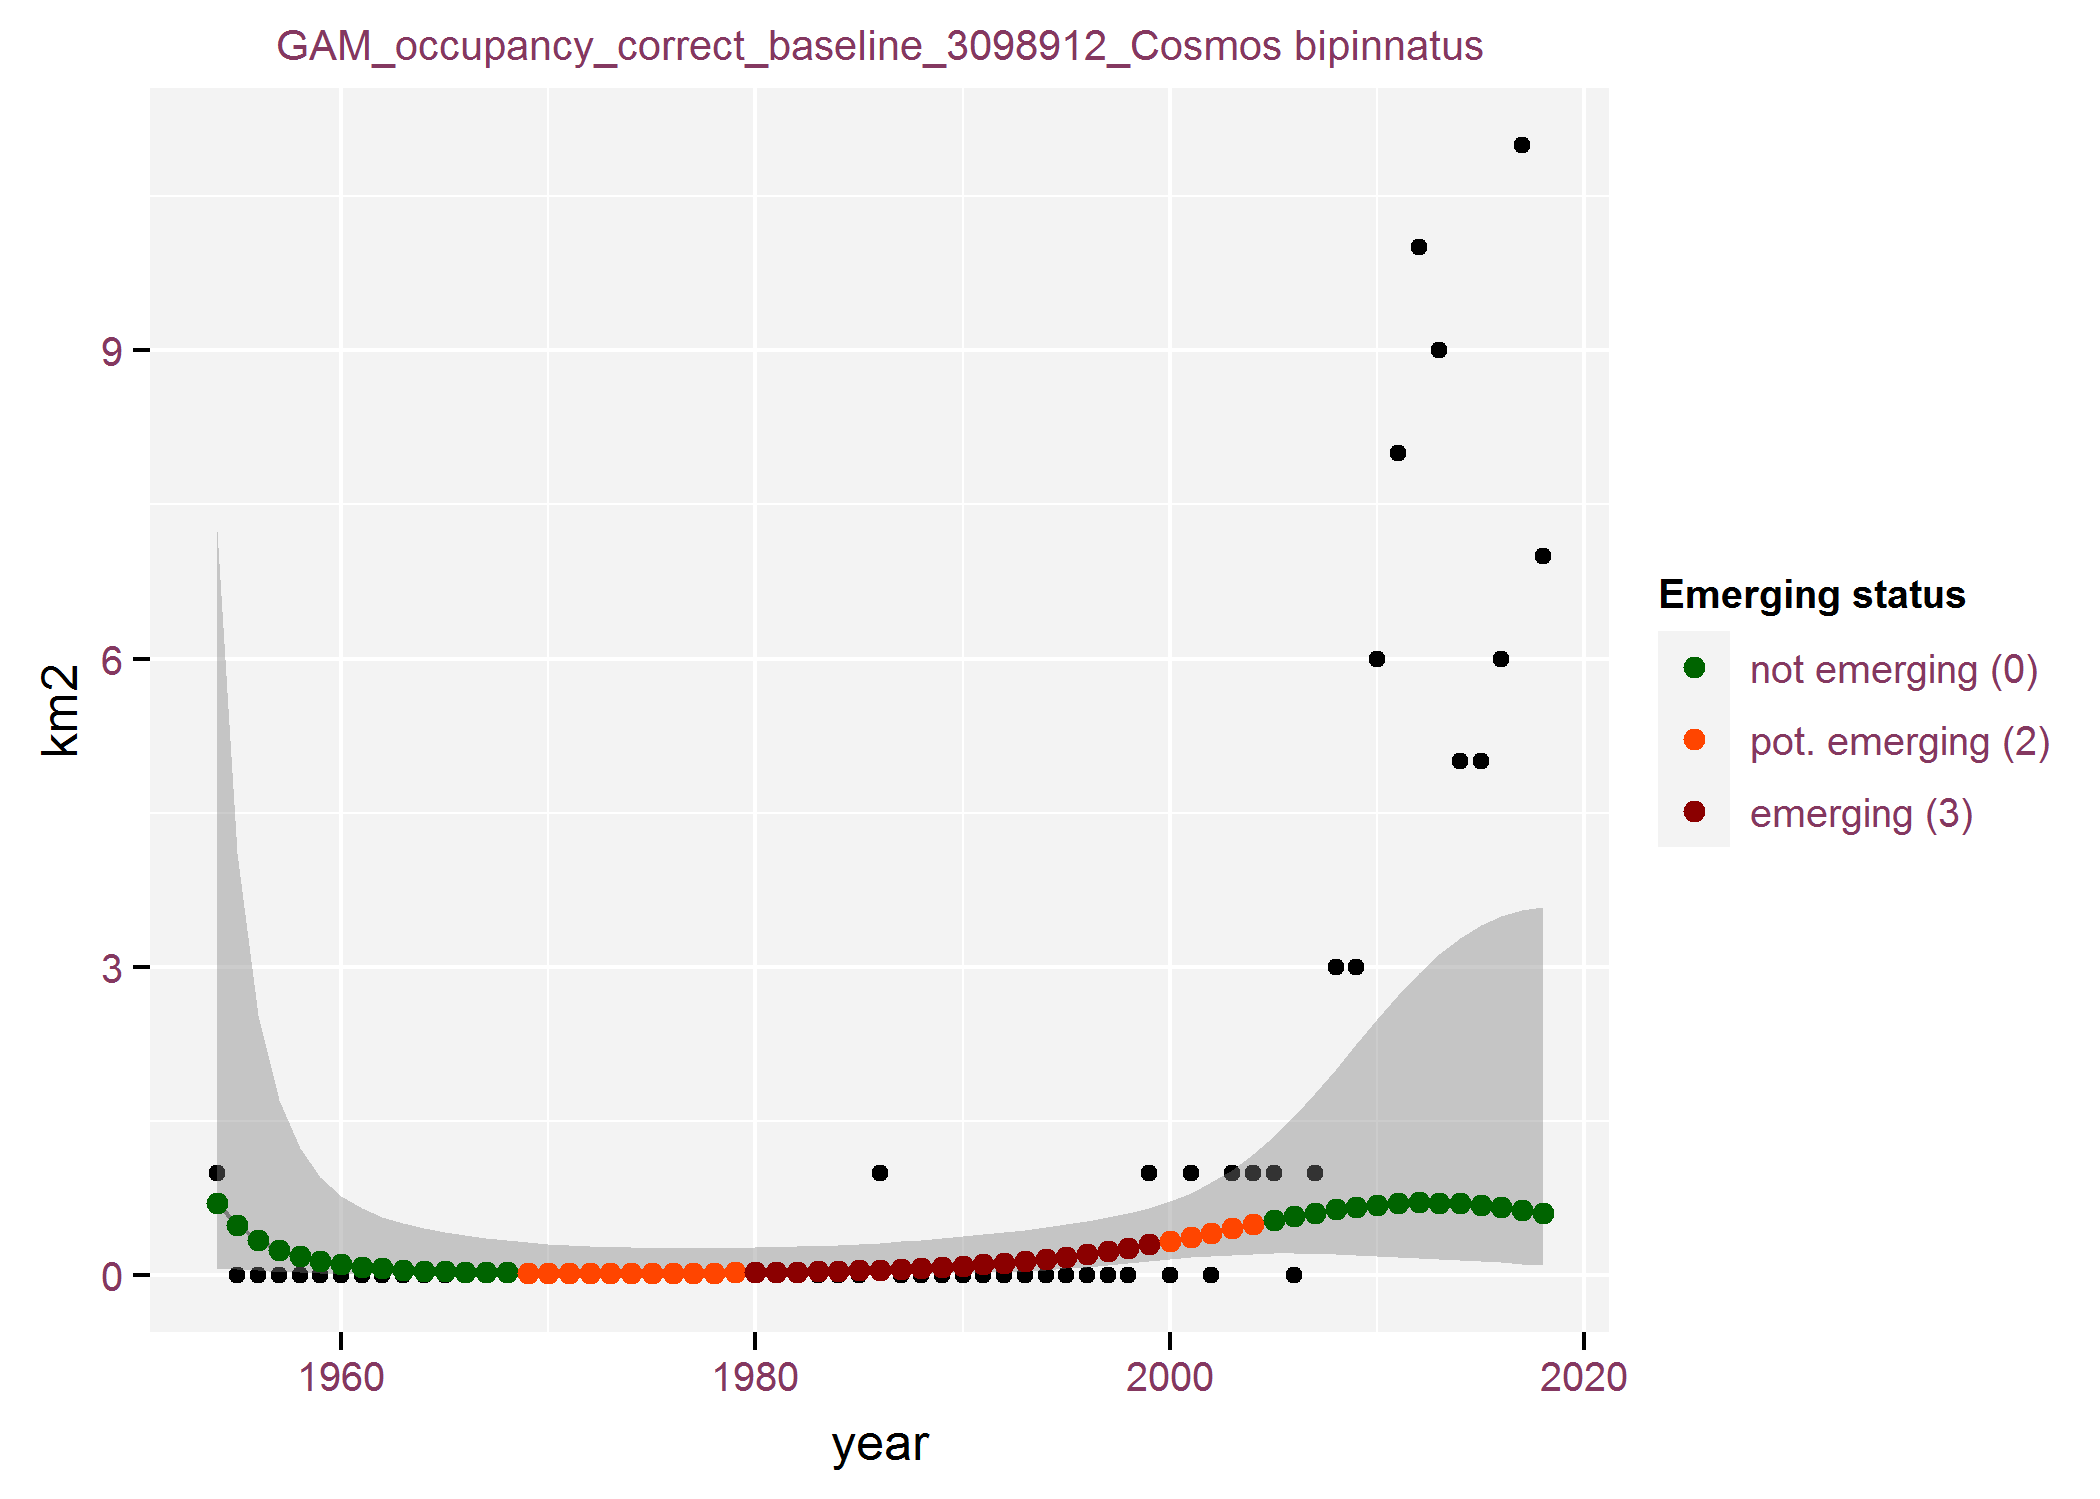 GAM_occupancy_correct_baseline_3098912_Cosmos bipinnatus
9
6
3
0
km2
1960 1980 2000 2020
year
Emerging status
not emerging (0)
pot. emerging (2)
emerging (3)